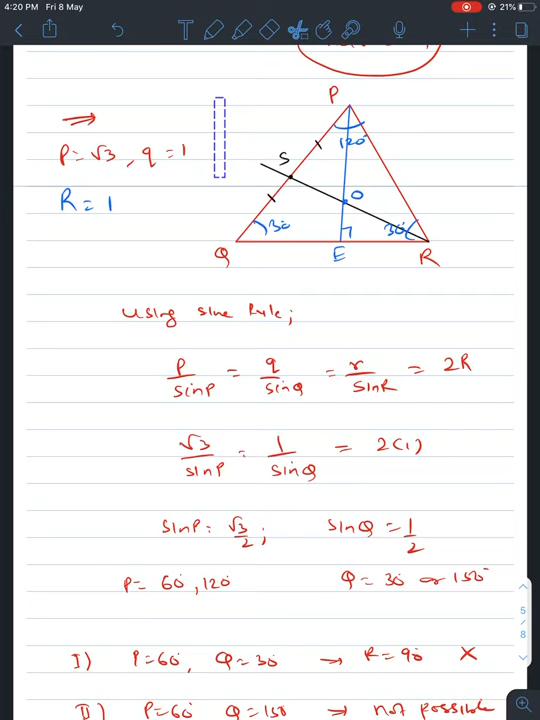 4:20 PM Fri 8 May
21%
P
⇒
P = √3, q = 1
120°
S
R = 1
O
30°
30°
Q
E
R
Using sine Rule;
p/sinP = q/sinQ = r/sinR = 2R
√3/sinP = 1/sinQ = 2(1)
sinP = √3/2; sinQ = 1/2
P = 60°, 120° Q = 30° or 150°
5/8
I) P=60°, Q=30° → R=90° ×
II) P=60° Q=150° → not possible